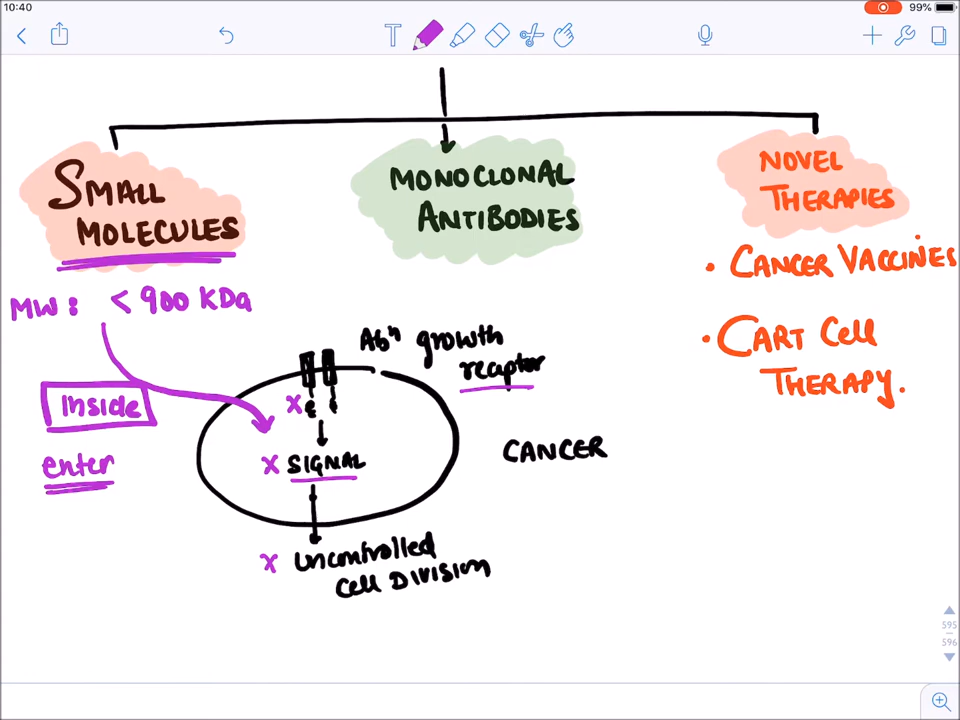 10:40
99%
T
SMALL
MOLECULES
MONOCLONAL
ANTIBODIES
NOVEL
THERAPIES
• CANCER VACCINES
• CART Cell
THERAPY.
MW: < 900 KDa
Inside
enter
Abⁿ growth
receptor
X
X SIGNAL
CANCER
X Uncontrolled
Cell Division
595
596